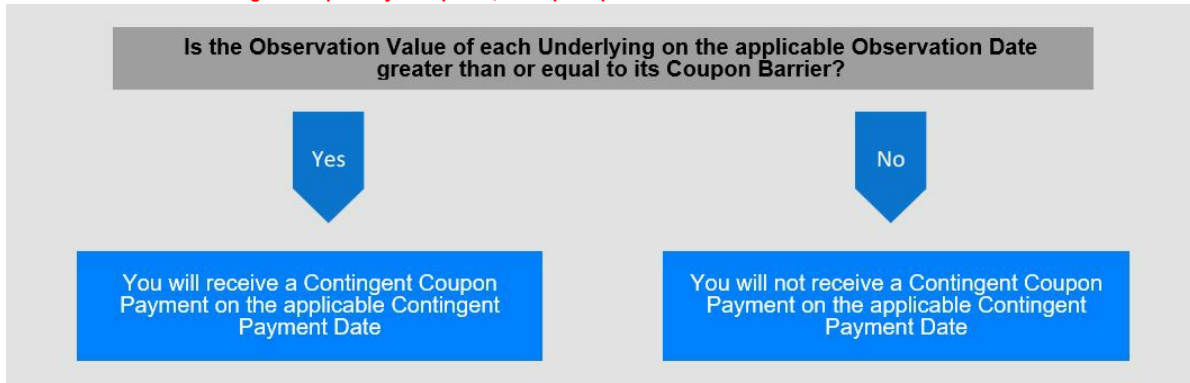 Is the Observation Value of each Underlying on the applicable Observation Date
greater than or equal to its Coupon Barrier?
Yes
No
You will receive a Contingent Coupon
Payment on the applicable Contingent
Payment Date
You will not receive a Contingent Coupon
Payment on the applicable Contingent
Payment Date